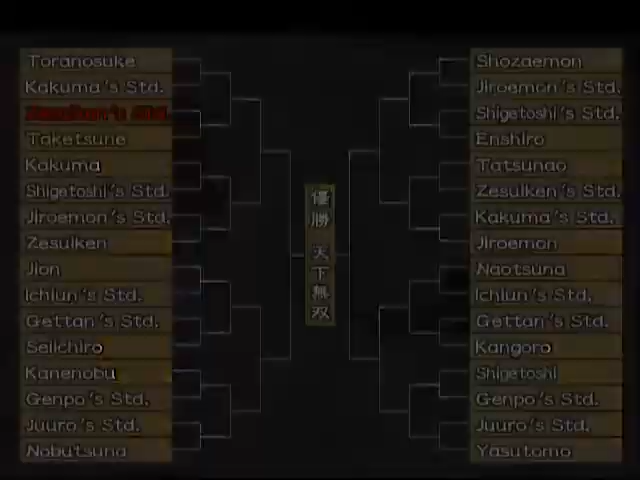 Toranosuke
Kakuma's Std.
Zesuiken's Std.
Taketsune
Kakuma
Shigetoshi's Std.
Jiroemon's Std.
Zesuiken
Jion
Ichiun's Std.
Gettan's Std.
Seiichiro
Kanenobu
Genpo's Std.
Juuro's Std.
Nobutsuna
優勝 天下無双
Shozaemon
Jiroemon's Std.
Shigetoshi's Std.
Enshiro
Tatsunao
Zesuiken's Std.
Kakuma's Std.
Jiroemon
Naotsuna
Ichiun's Std.
Gettan's Std.
Kangoro
Shigetoshi
Genpo's Std.
Juuro's Std.
Yasutomo